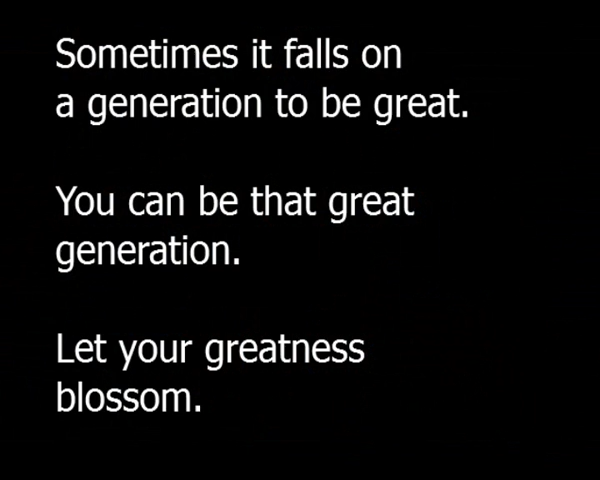 Sometimes it falls on
a generation to be great.
You can be that great
generation.
Let your greatness
blossom.